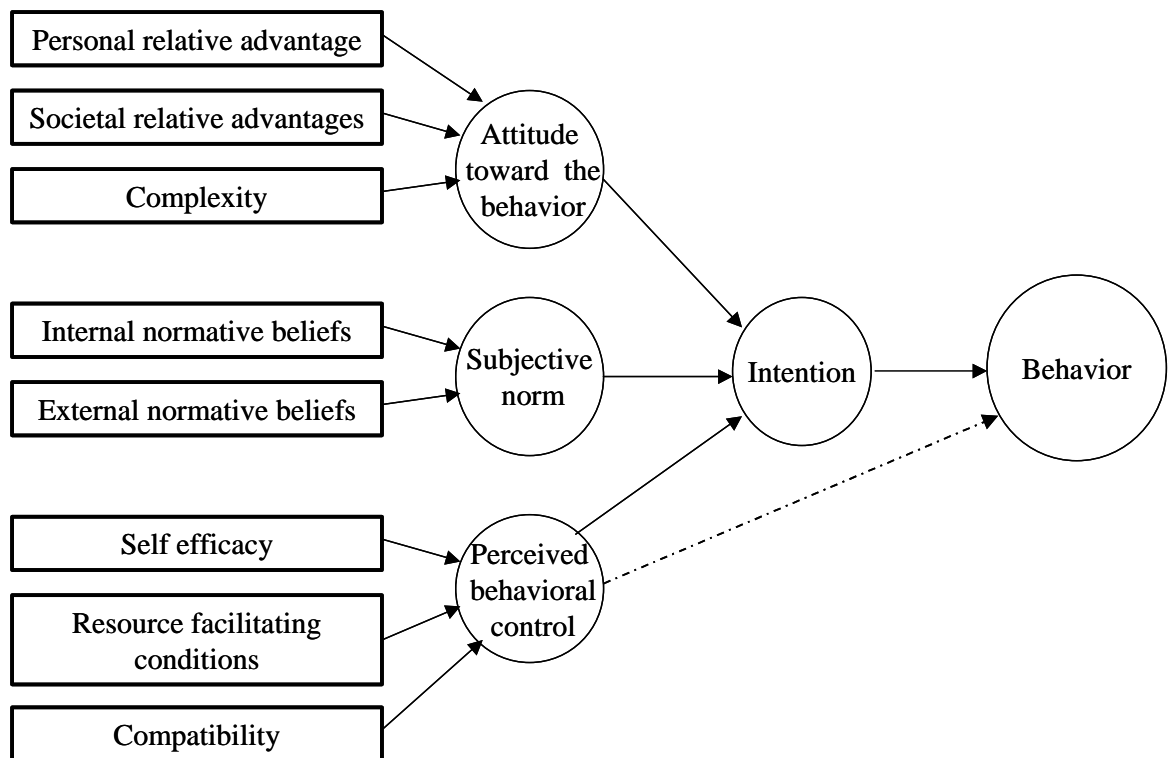 Personal relative advantage
Societal relative advantages
Complexity
Attitude
toward the
behavior
Internal normative beliefs
External normative beliefs
Subjective
norm
Intention
Behavior
Self efficacy
Resource facilitating
conditions
Compatibility
Perceived
behavioral
control